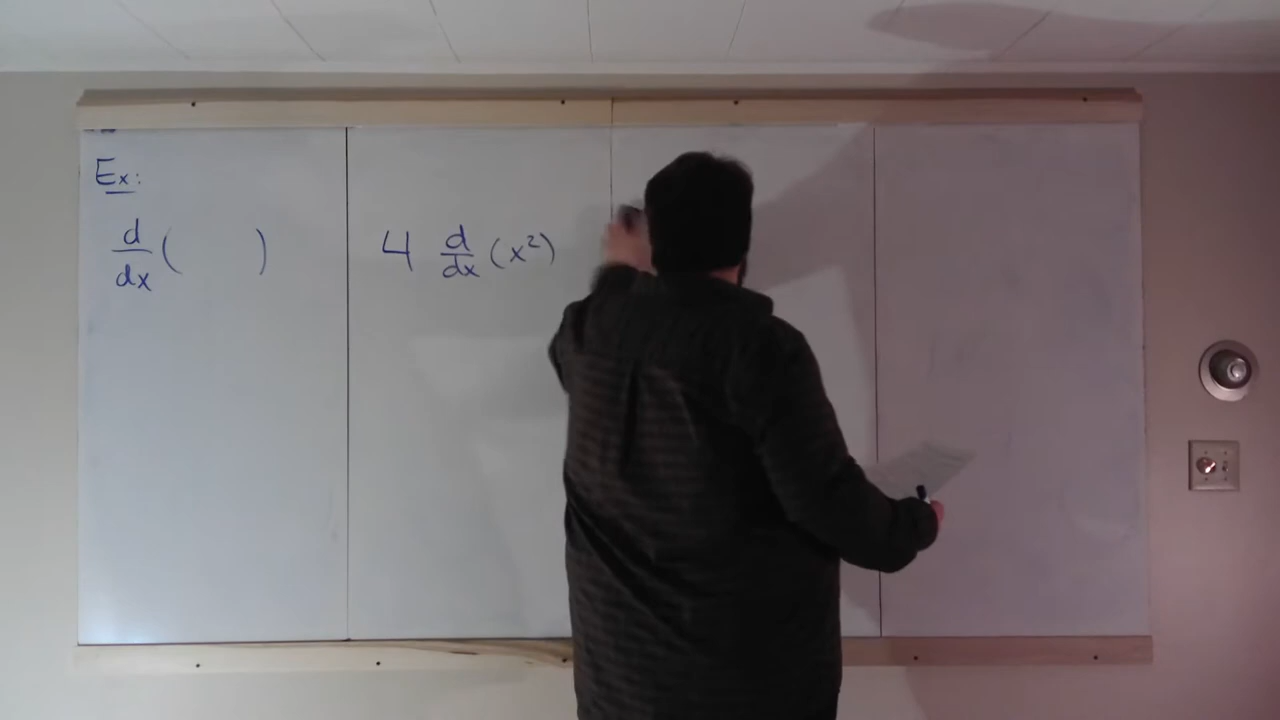 Ex:
d/dx (    )    4 d/dx (x²)